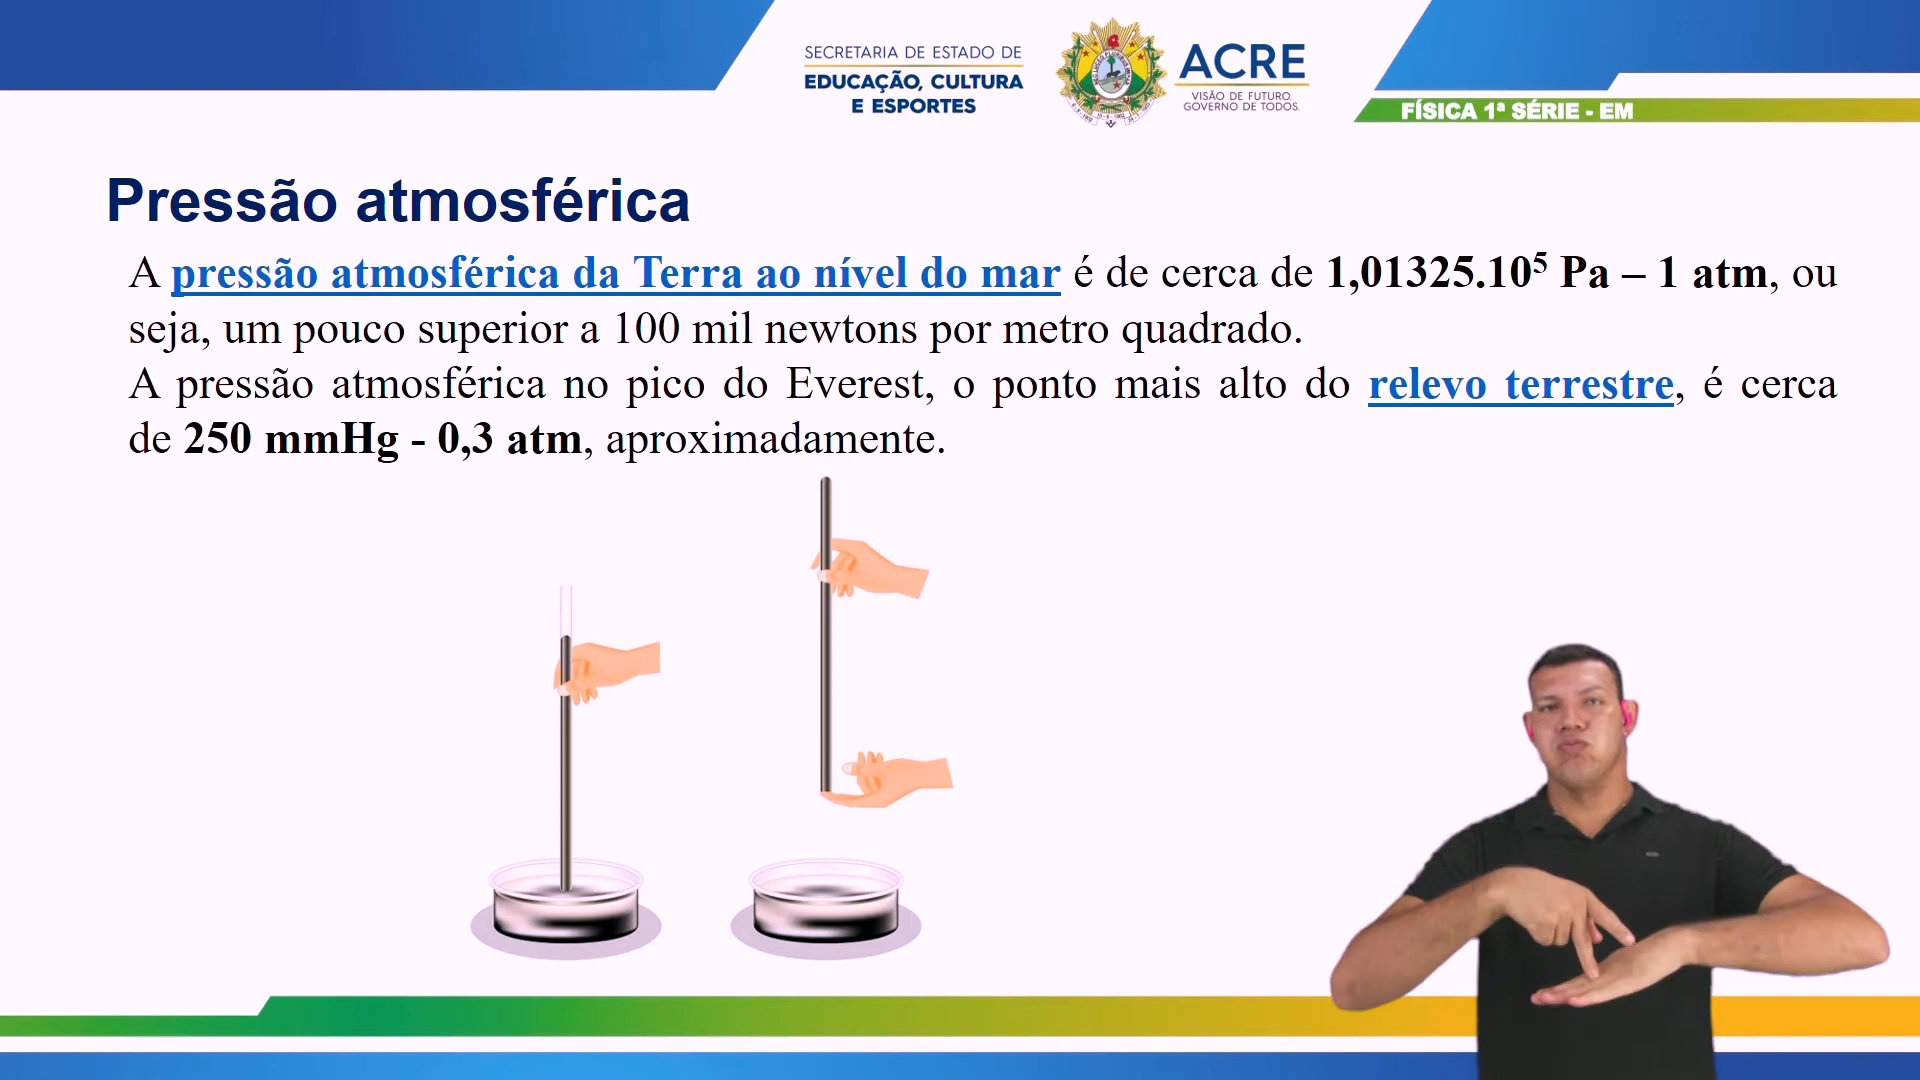 SECRETARIA DE ESTADO DE
EDUCAÇÃO, CULTURA
E ESPORTES
ACRE
VISÃO DE FUTURO.
GOVERNO DE TODOS.
FÍSICA 1ª SÉRIE - EM
Pressão atmosférica
A pressão atmosférica da Terra ao nível do mar é de cerca de 1,01325.10⁵ Pa – 1 atm, ou
seja, um pouco superior a 100 mil newtons por metro quadrado.
A pressão atmosférica no pico do Everest, o ponto mais alto do relevo terrestre, é cerca
de 250 mmHg - 0,3 atm, aproximadamente.